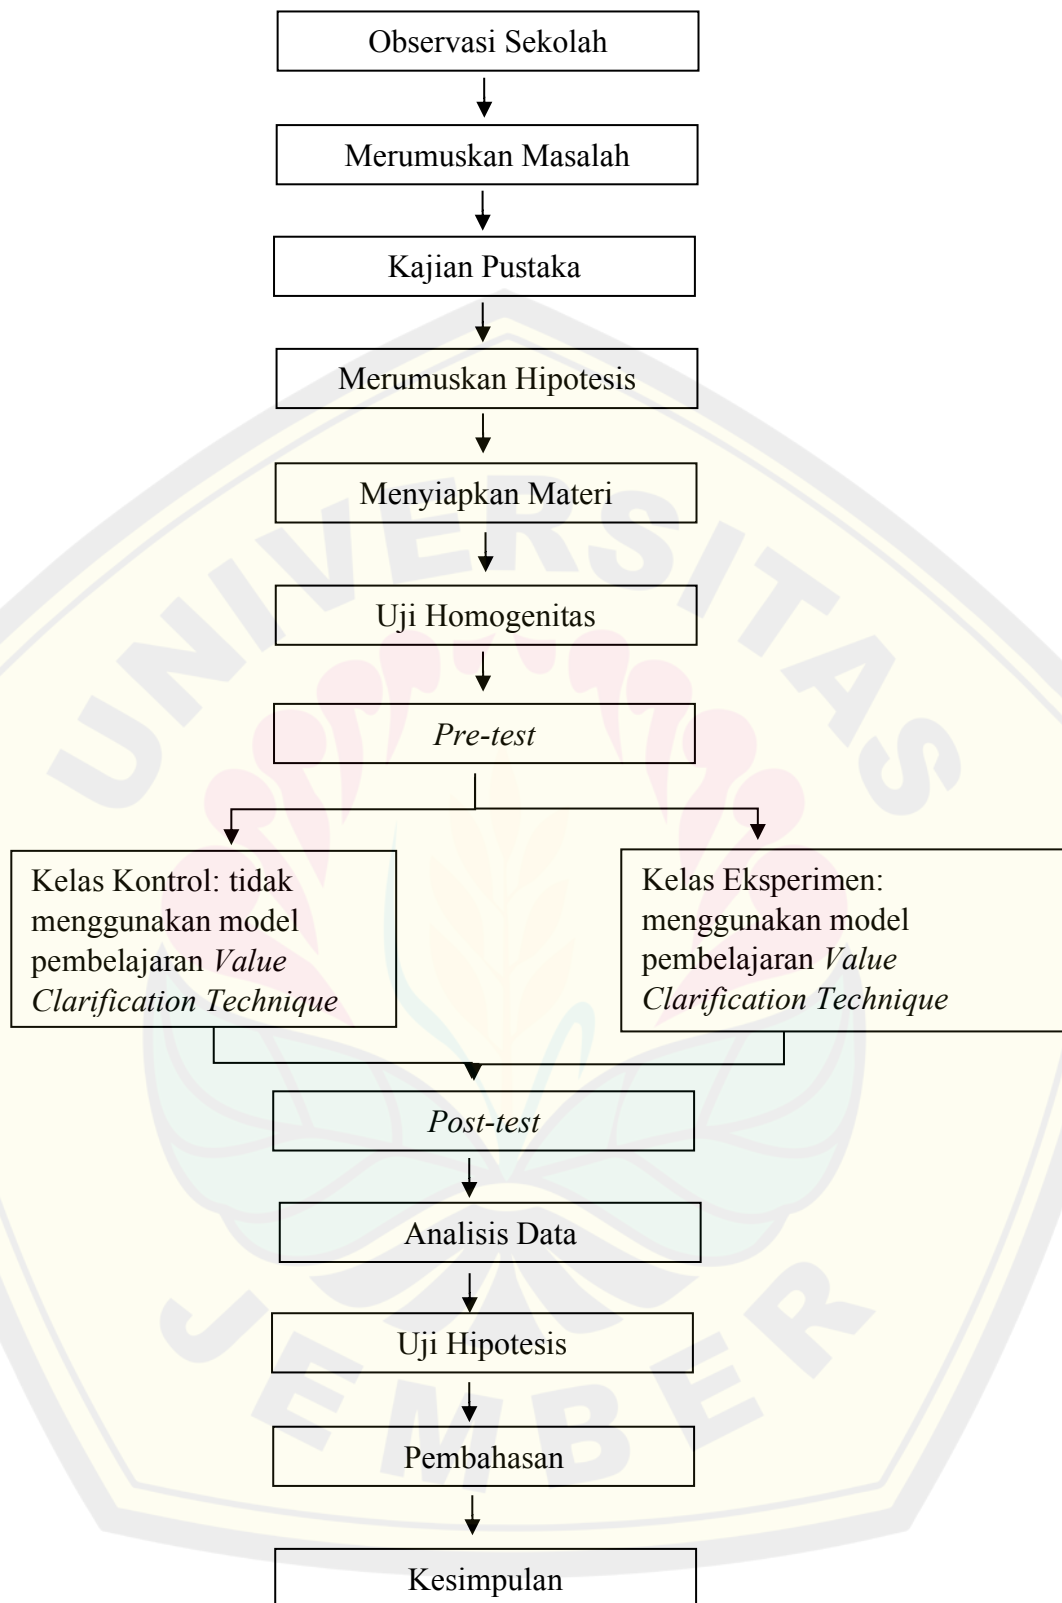 Observasi Sekolah
Merumuskan Masalah
Kajian Pustaka
Merumuskan Hipotesis
Menyiapkan Materi
Uji Homogenitas
Pre-test
Kelas Kontrol: tidak
menggunakan model
pembelajaran Value
Clarification Technique
Kelas Eksperimen:
menggunakan model
pembelajaran Value
Clarification Technique
Post-test
Analisis Data
Uji Hipotesis
Pembahasan
Kesimpulan
UNIVERSITAS
JEMBER